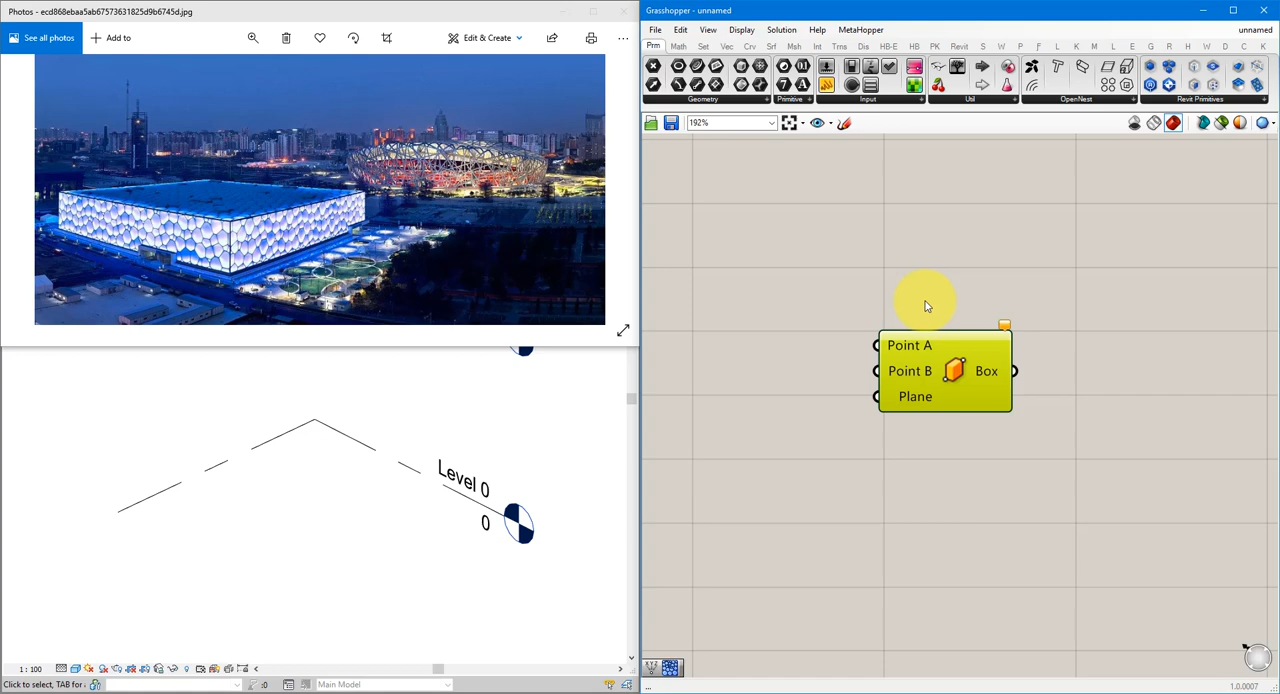 Photos - ecd868ebaa5ab67573631825d9b6745d.jpg
See all photos
Add to
Edit & Create
Level 0
0
1 : 100
Click to select, TAB for
:0
Main Model
Grasshopper - unnamed
File Edit View Display Solution Help MetaHopper
unnamed
Prm Math Set Vec Crv Srf Msh Int Trns Dis HB-E HB PK Revit S W P F L K M L E G R H W D C K
Geometry Primitive Input Util OpenNest Revit Primitives
192%
Point A
Point B
Plane
Box
...
1.0.0007